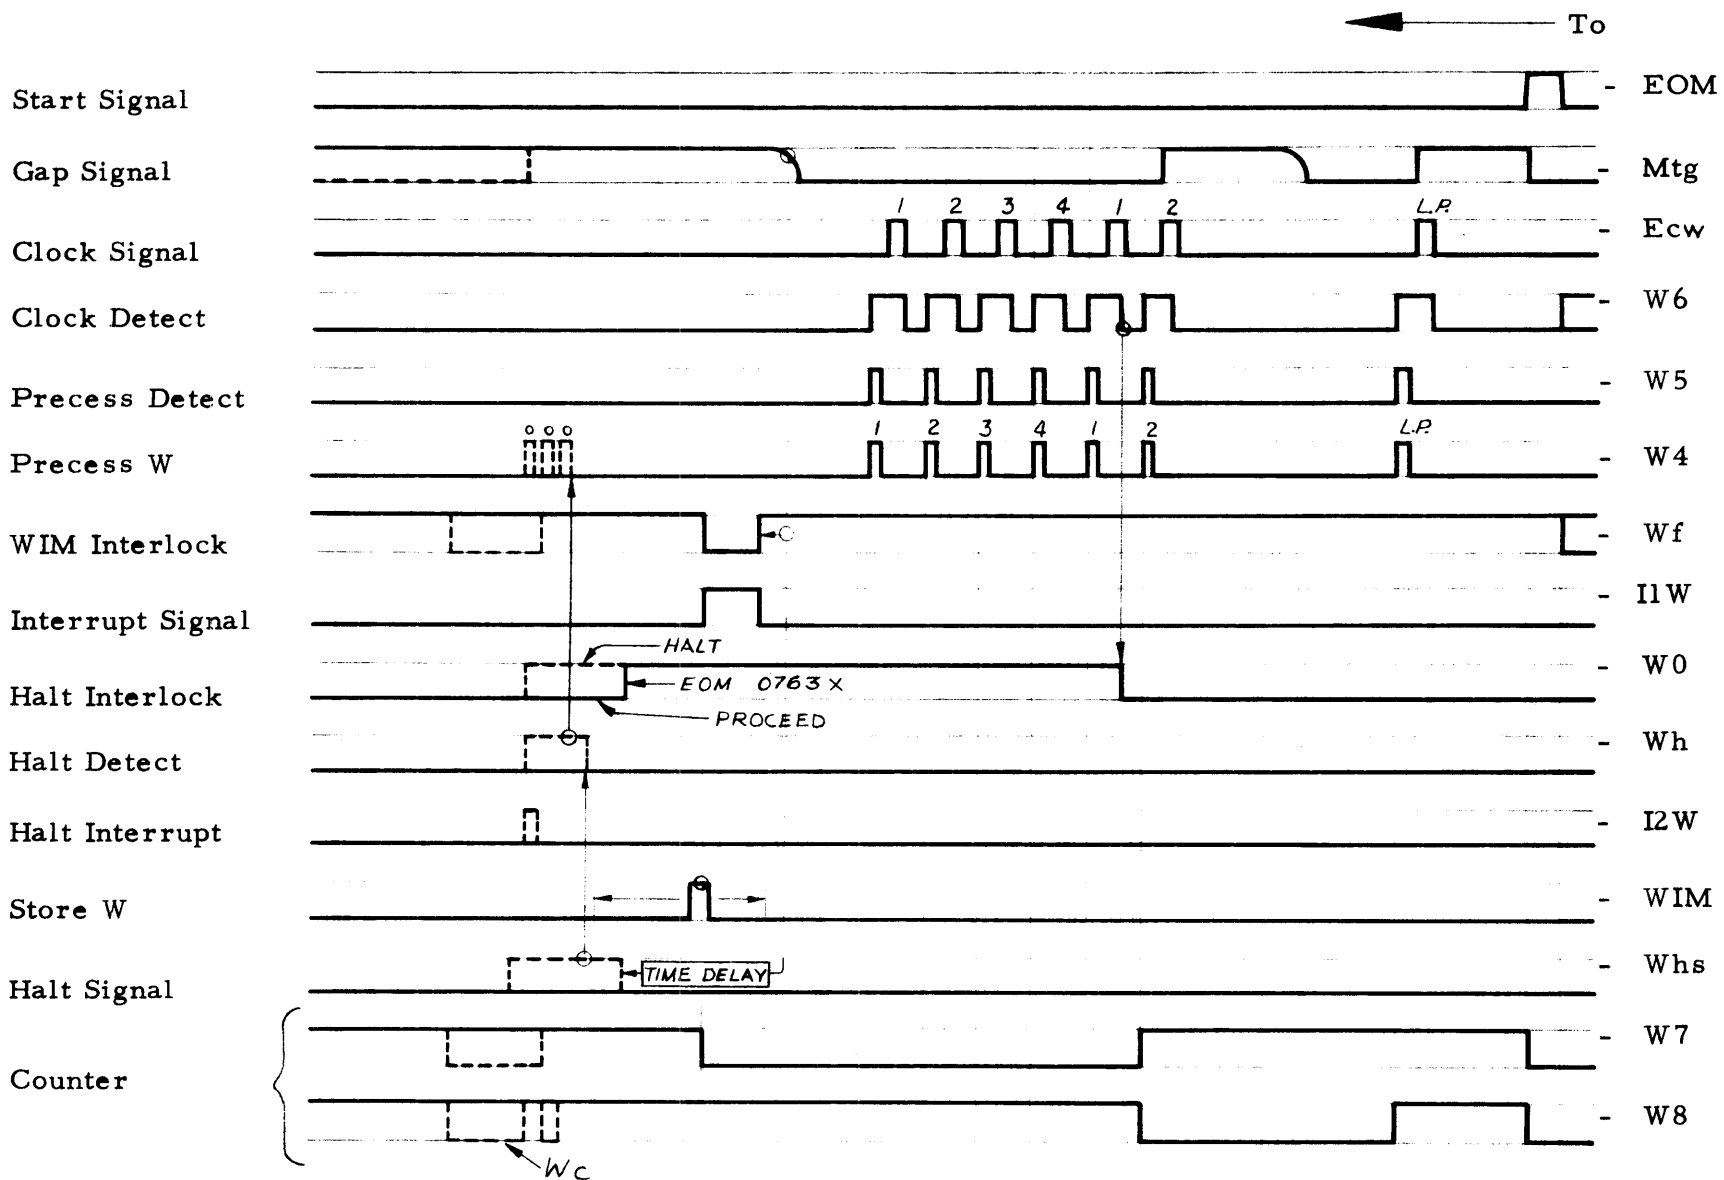 To
Start Signal - EOM
Gap Signal - Mtg
1 2 3 4 1 2 L.P.
Clock Signal - Ecw
Clock Detect - W6
Precess Detect - W5
o o o 1 2 3 4 1 2 L.P.
Precess W - W4
WIM Interlock - Wf
Interrupt Signal - I1W
HALT
Halt Interlock EOM 0763X - W0
PROCEED
Halt Detect - Wh
Halt Interrupt - I2W
Store W - WIM
Halt Signal TIME DELAY - Whs
Counter - W7
- W8
Wc